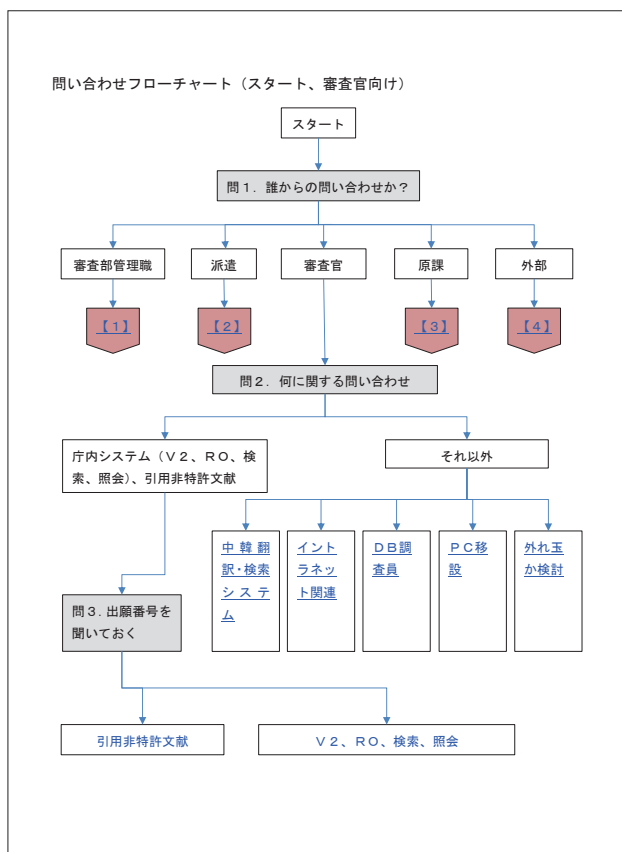 問い合わせフローチャート（スタート、審査官向け）
スタート
問１．誰からの問い合わせか？
審査部管理職
派遣
審査官
原課
外部
【１】
【２】
【３】
【４】
問２．何に関する問い合わせ
庁内システム（Ｖ２、ＲＯ、検
索、照会）、引用非特許文献
それ以外
中韓翻
訳・検索
システ
ム
イント
ラネッ
ト関連
ＤＢ調
査員
ＰＣ移
設
外れ玉
か検討
問３．出願番号を
聞いておく
引用非特許文献
Ｖ２、ＲＯ、検索、照会